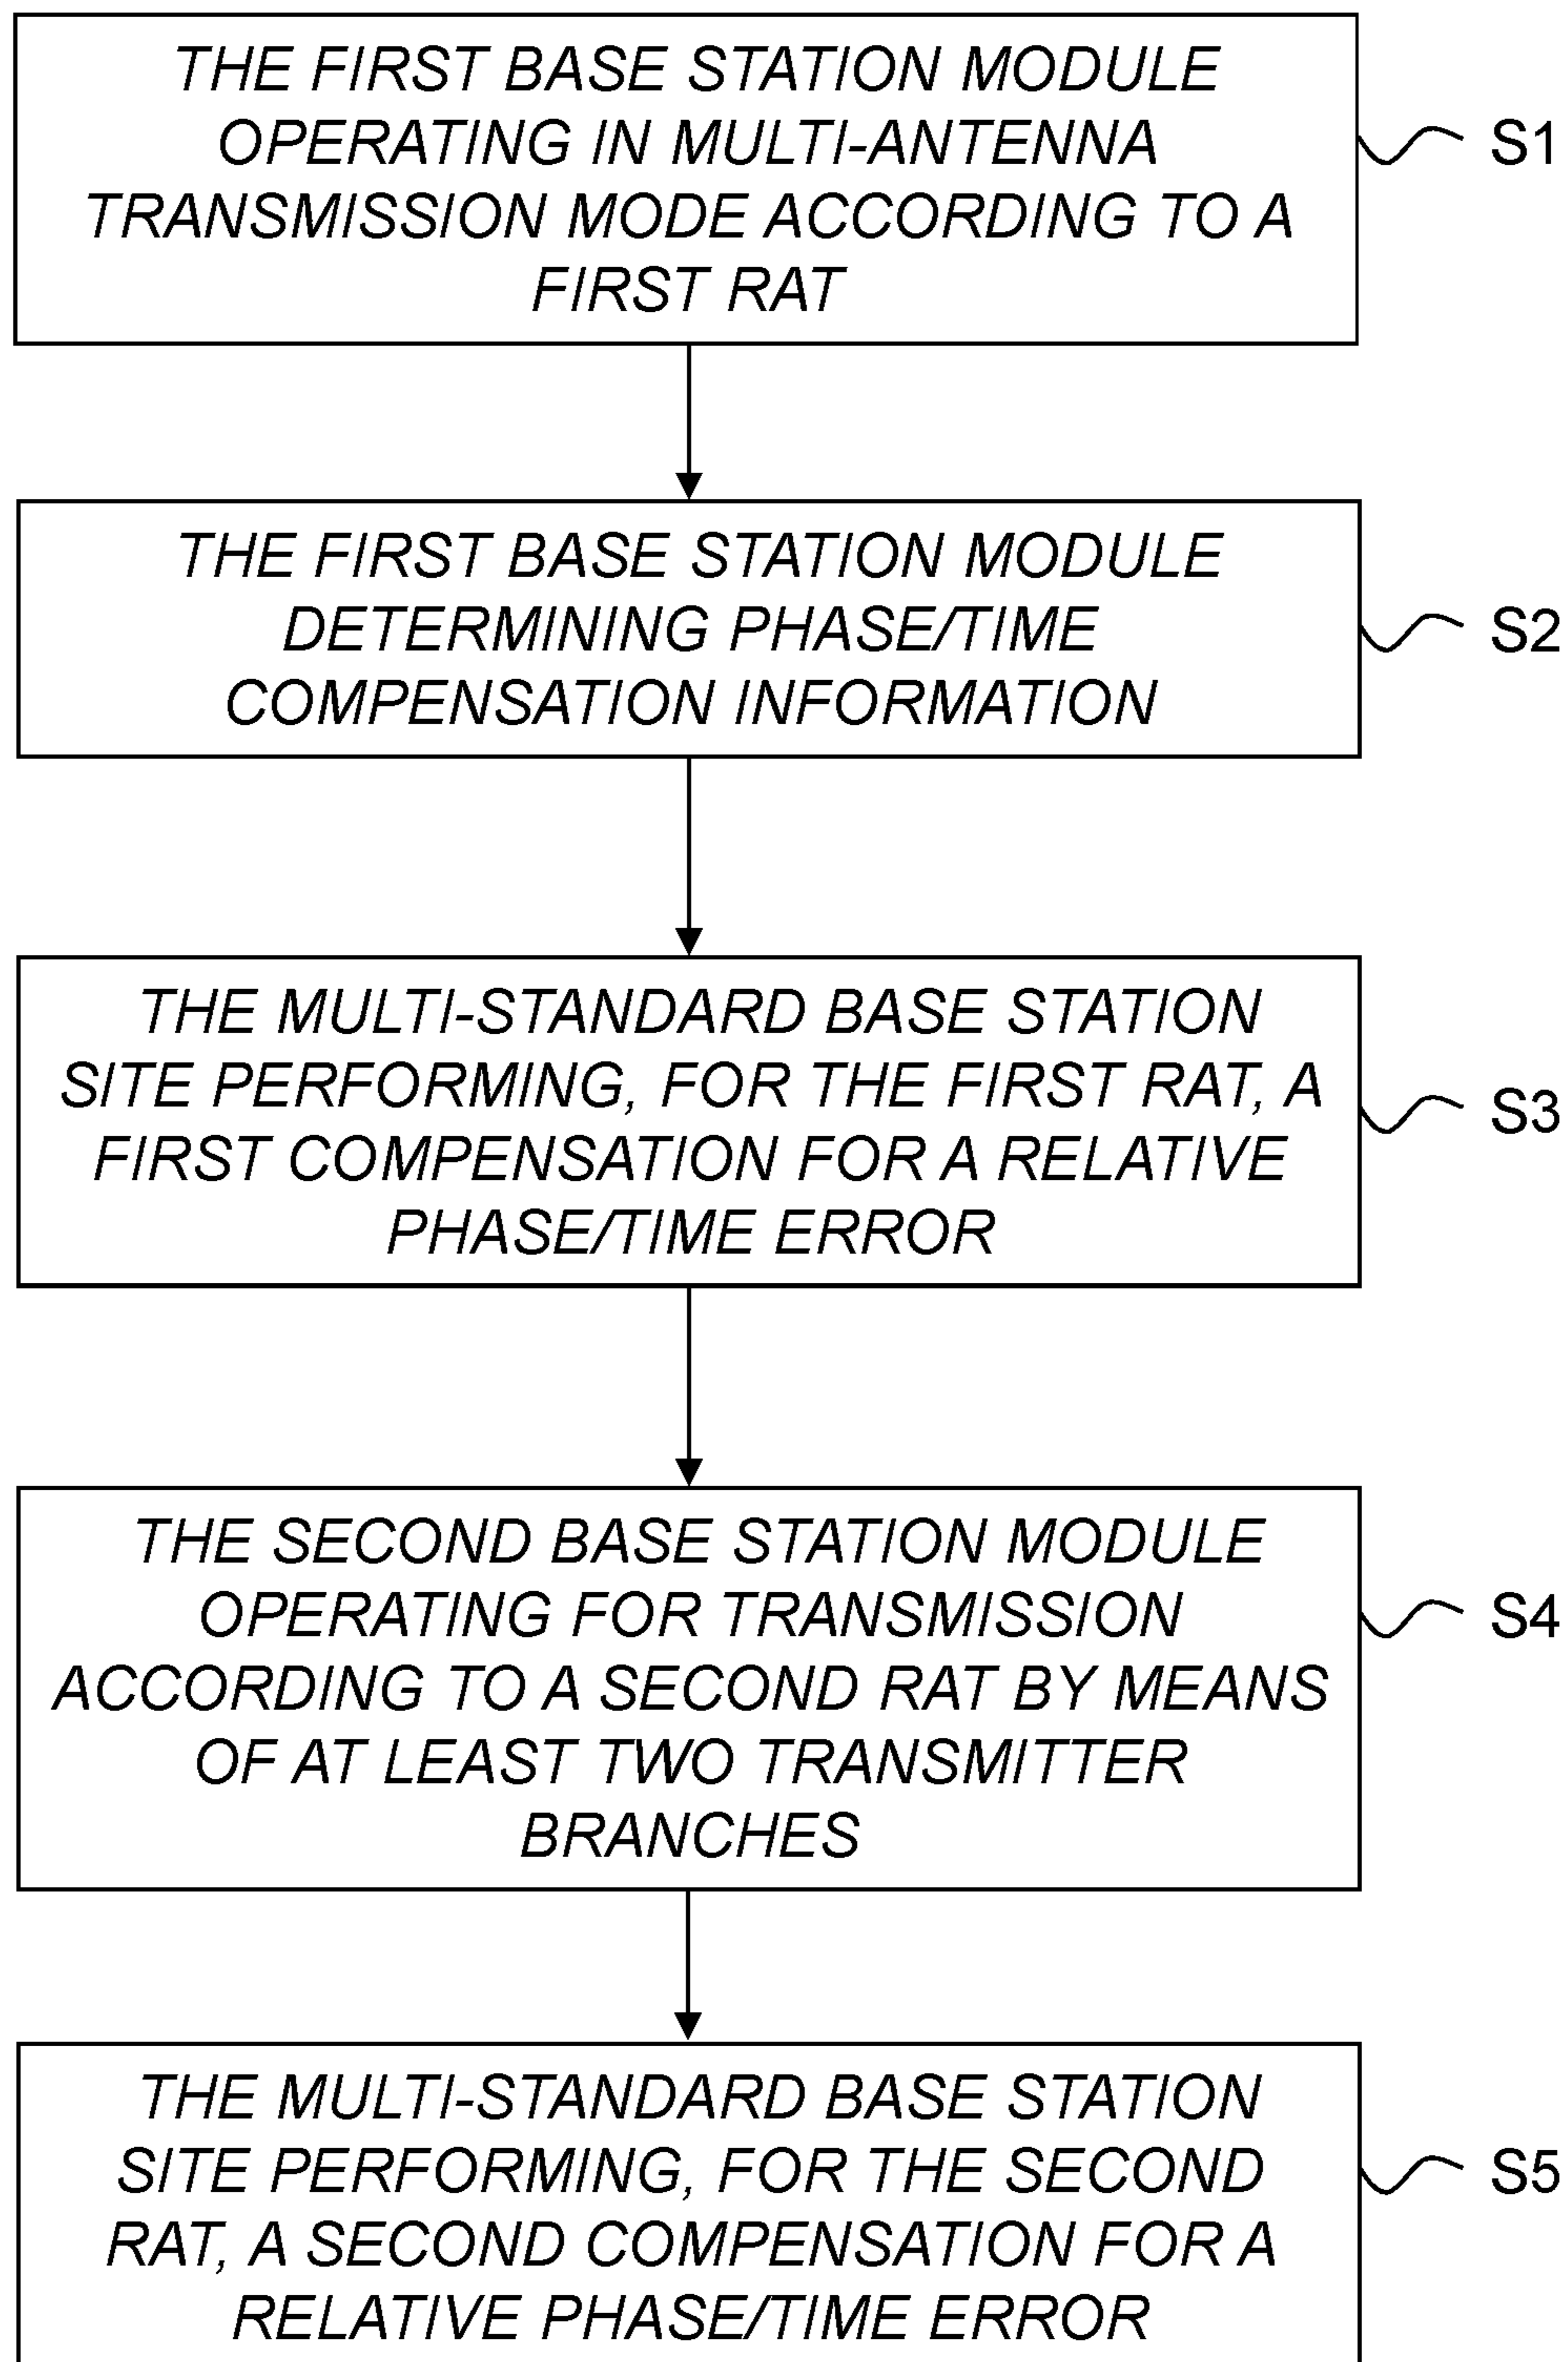 THE FIRST BASE STATION MODULE
OPERATING IN MULTI-ANTENNA
TRANSMISSION MODE ACCORDING TO A
FIRST RAT
S1
THE FIRST BASE STATION MODULE
DETERMINING PHASE/TIME
COMPENSATION INFORMATION
S2
THE MULTI-STANDARD BASE STATION
SITE PERFORMING, FOR THE FIRST RAT, A
FIRST COMPENSATION FOR A RELATIVE
PHASE/TIME ERROR
S3
THE SECOND BASE STATION MODULE
OPERATING FOR TRANSMISSION
ACCORDING TO A SECOND RAT BY MEANS
OF AT LEAST TWO TRANSMITTER
BRANCHES
S4
THE MULTI-STANDARD BASE STATION
SITE PERFORMING, FOR THE SECOND
RAT, A SECOND COMPENSATION FOR A
RELATIVE PHASE/TIME ERROR
S5